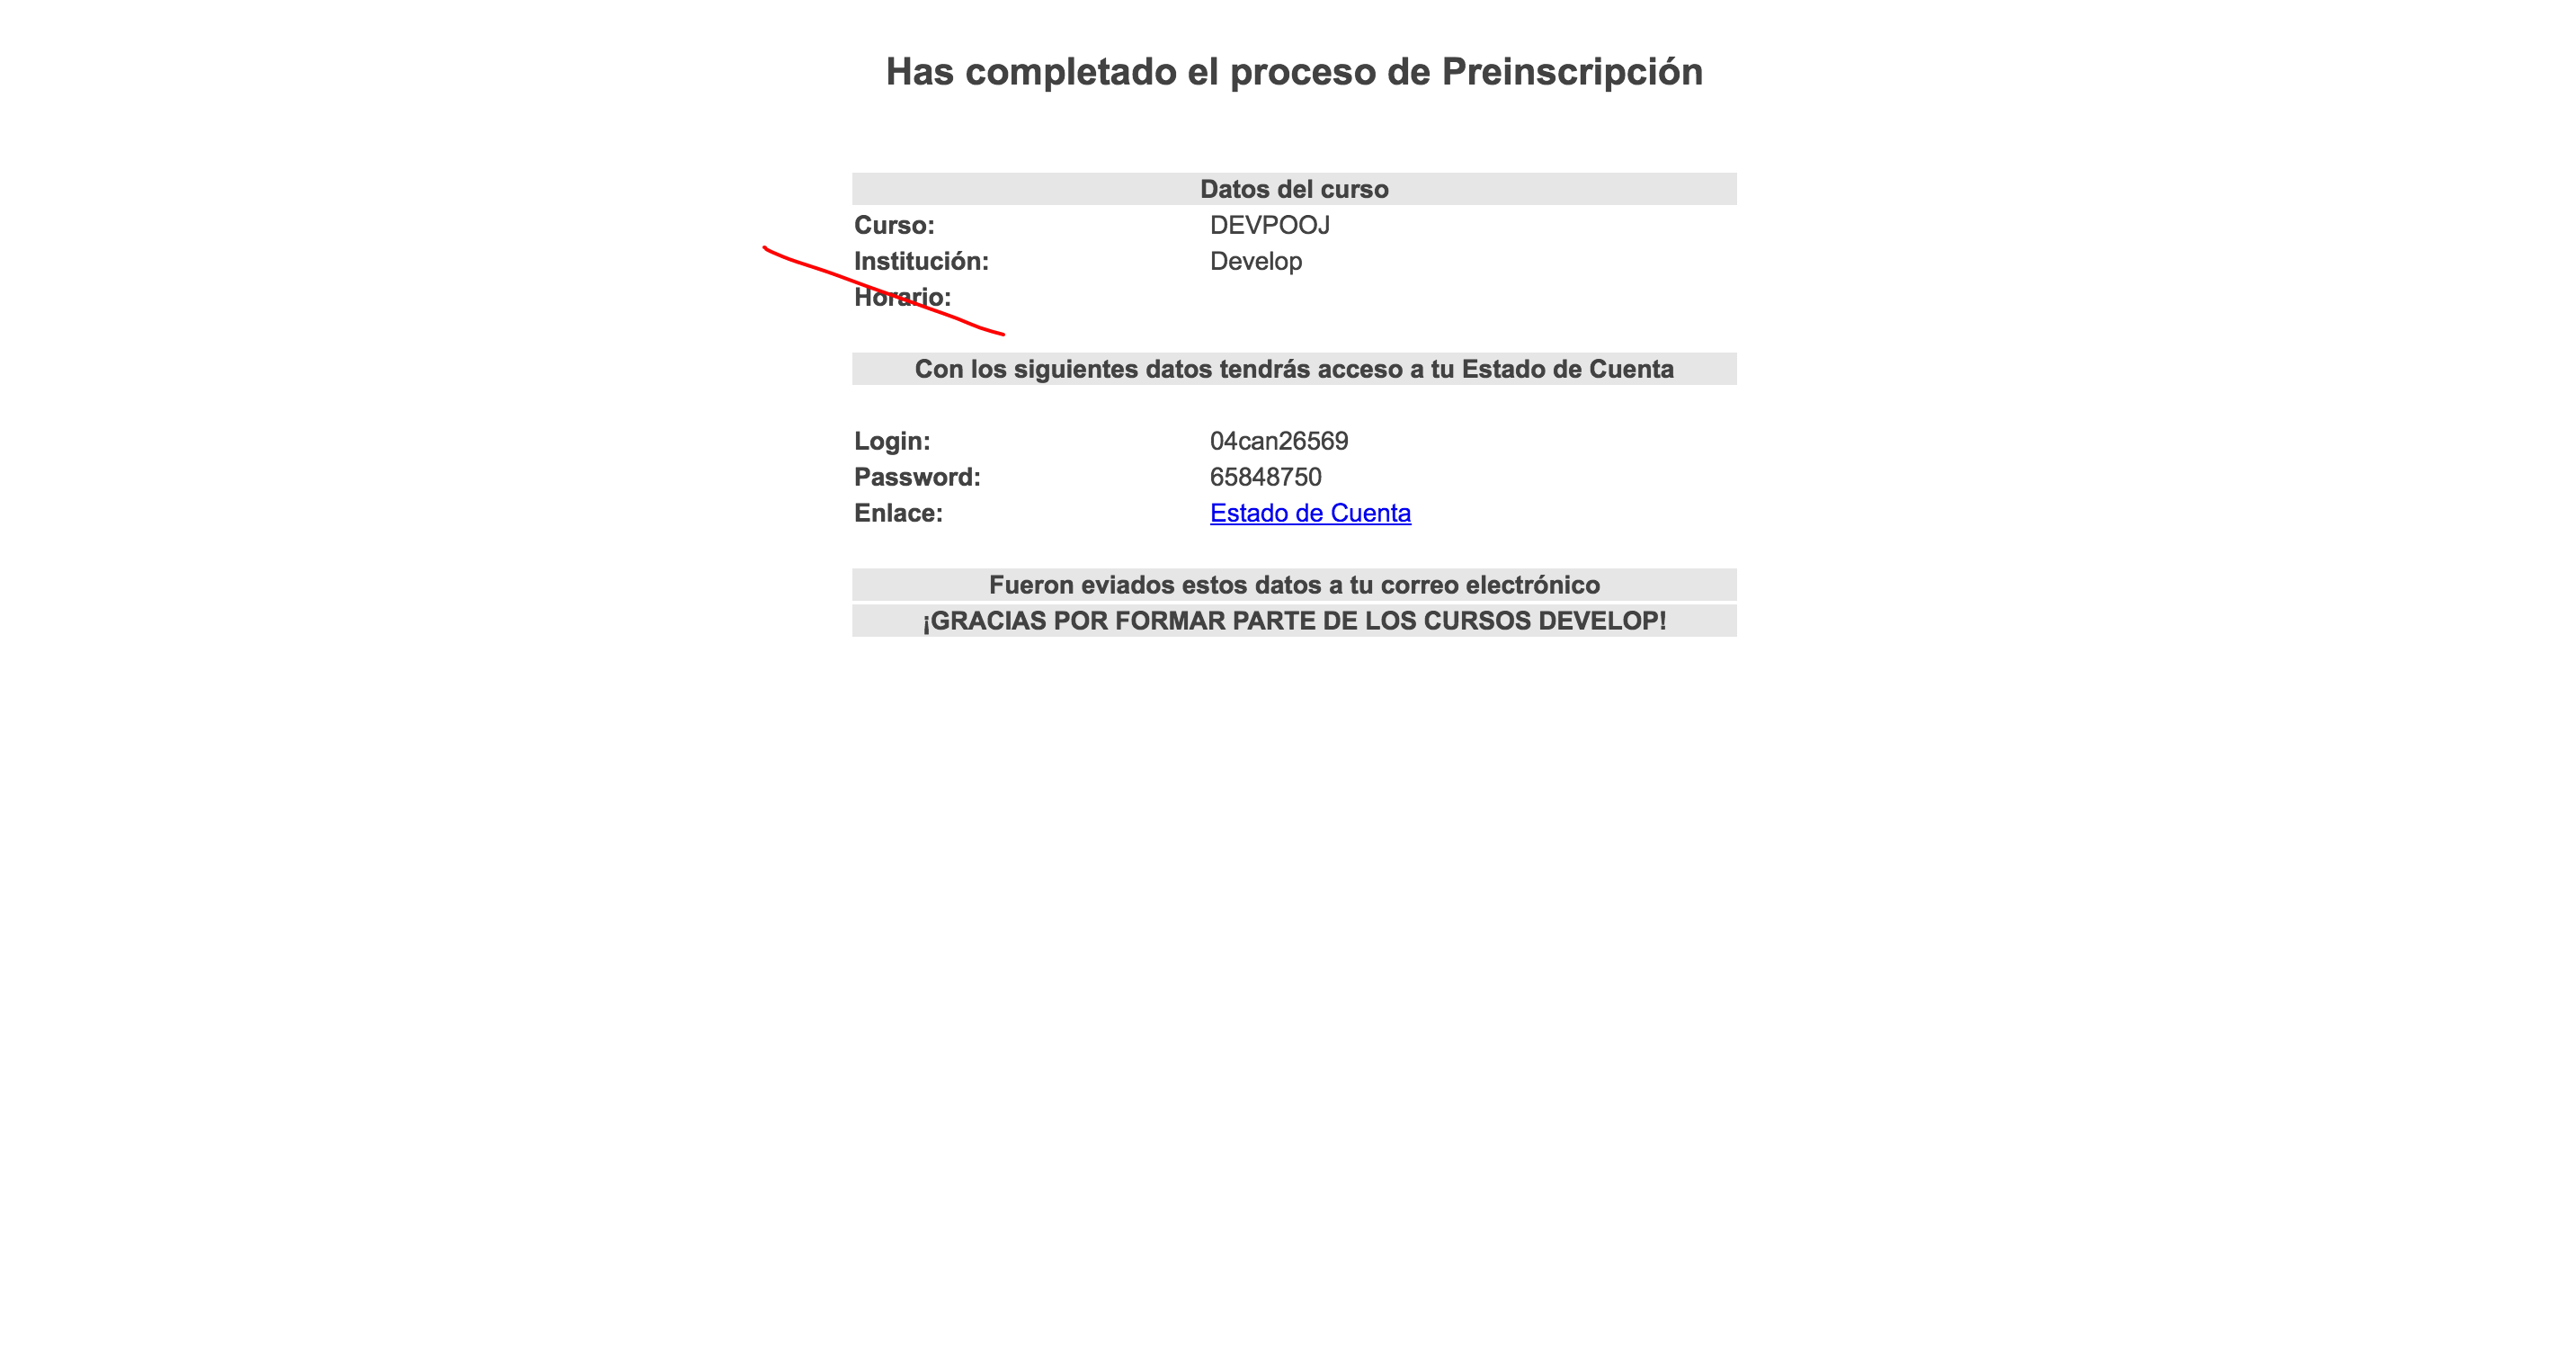 Has completado el proceso de Preinscripción
Datos del curso
Curso: DEVPOOJ
Institución: Develop
Horario:
Con los siguientes datos tendrás acceso a tu Estado de Cuenta
Login: 04can26569
Password: 65848750
Enlace: Estado de Cuenta
Fueron eviados estos datos a tu correo electrónico
¡GRACIAS POR FORMAR PARTE DE LOS CURSOS DEVELOP!